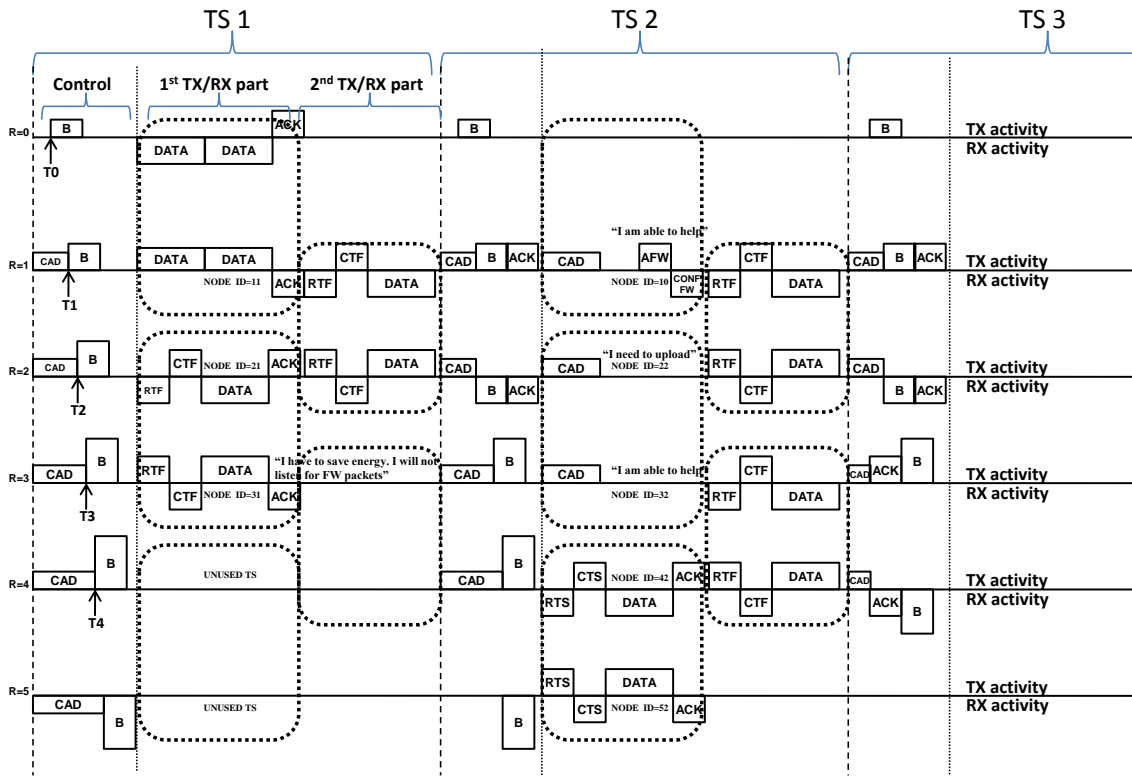 TS 1
TS 2
TS 3
Control
1st TX/RX part
2nd TX/RX part
R=0
B
ACK
B
B
TX activity
DATA
DATA
RX activity
T0
"I am able to help"
R=1
CAD
B
DATA
DATA
CTF
CAD
B
ACK
CAD
AFW
CTF
CAD
B
ACK
TX activity
T1
NODE ID=11
ACK
RTF
DATA
NODE ID=10
CONF
FW
RTF
DATA
RX activity
"I need to upload"
R=2
CAD
B
CTF
NODE ID=21
ACK
RTF
DATA
CAD
CAD
NODE ID=22
RTF
DATA
CAD
TX activity
T2
RTF
DATA
CTF
B
ACK
CTF
B
ACK
RX activity
R=3
CAD
B
RTF
DATA
"I have to save energy. I will not
listen for FW packets"
CAD
B
CAD
"I am able to help"
CTF
CAD
ACK
B
TX activity
T3
CTF
NODE ID=31
ACK
NODE ID=32
RTF
DATA
RX activity
R=4
CAD
B
UNUSED TS
CAD
B
CTS
NODE ID=42
ACK
RTF
DATA
CAD
TX activity
T4
RTS
DATA
CTF
ACK
B
RX activity
R=5
RTS
DATA
TX activity
CAD
B
UNUSED TS
B
CTS
NODE ID=52
ACK
RX activity